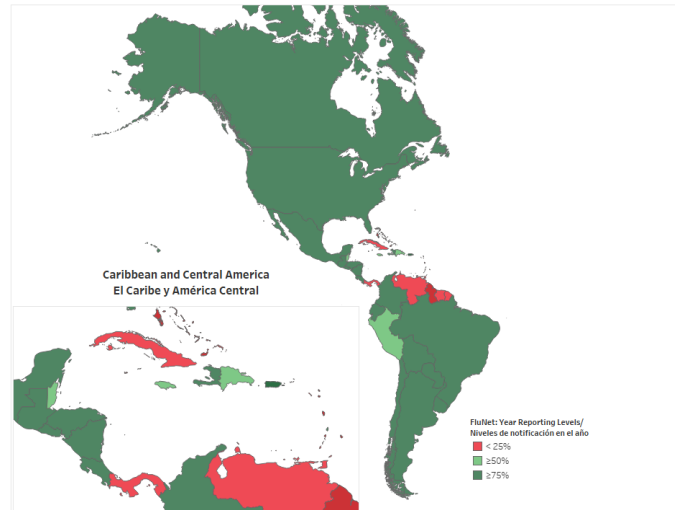 Caribbean and Central America
El Caribe y América Central
FluNet: Year Reporting Levels/
Niveles de notificación en el año
< 25%
≥50%
≥75%